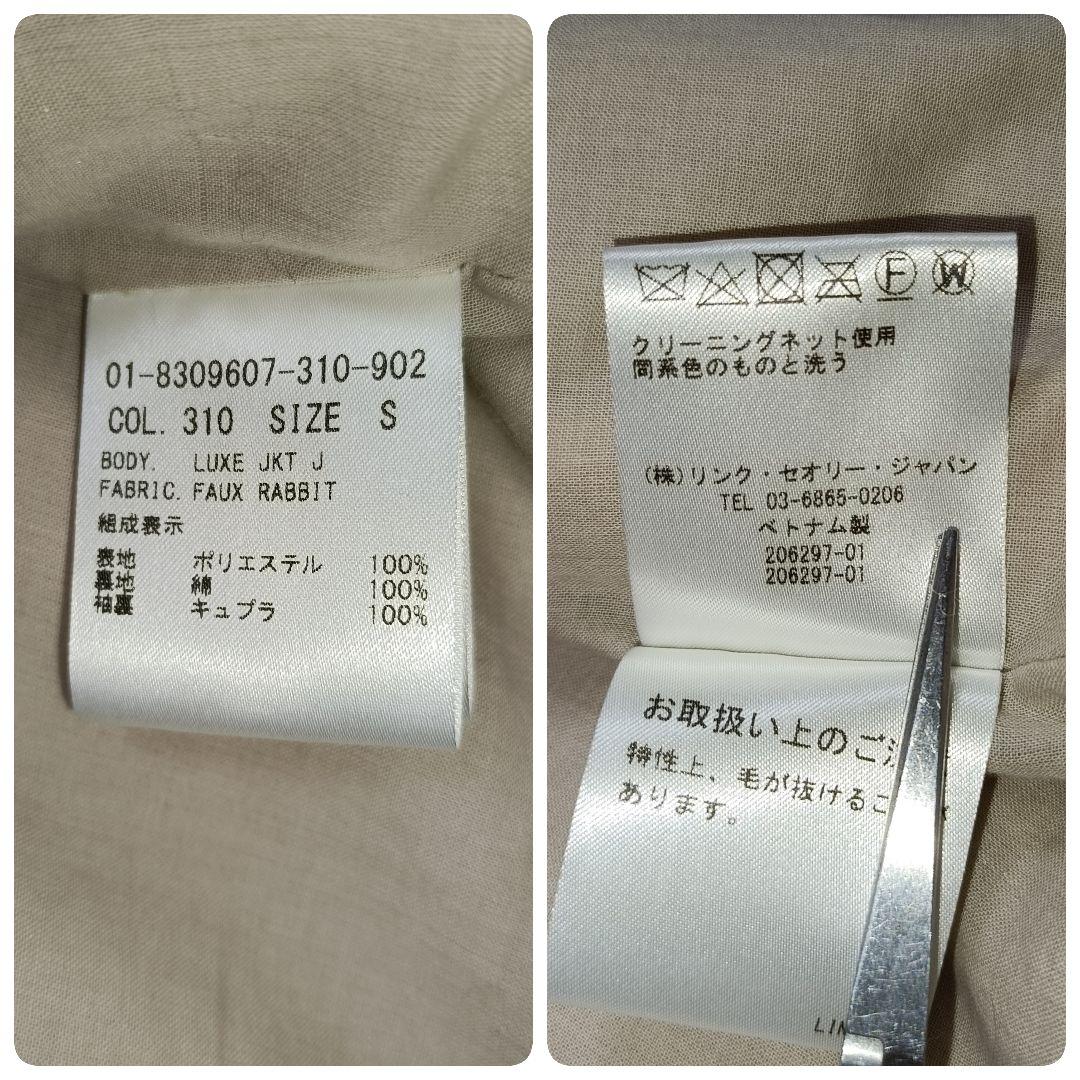 01-8309607-310-902
COL. 310 SIZE S
BODY. LUXE JKT J
FABRIC. FAUX RABBIT
組成表示
表地 ポリエステル 100%
裏地 綿 100%
袖裏 キュプラ 100%
F W
クリーニングネット使用
同系色のものと洗う
(株)リンク・セオリー・ジャパン
TEL 03-6865-0206
ベトナム製
206297-01
206297-01
お取扱い上のご
特性上、毛が抜けるこ
あります。